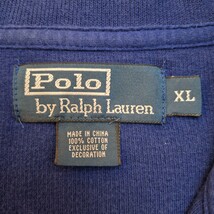 Polo
by Ralph Lauren
XL
MADE IN CHINA
100% COTTON
EXCLUSIVE OF
DECORATION